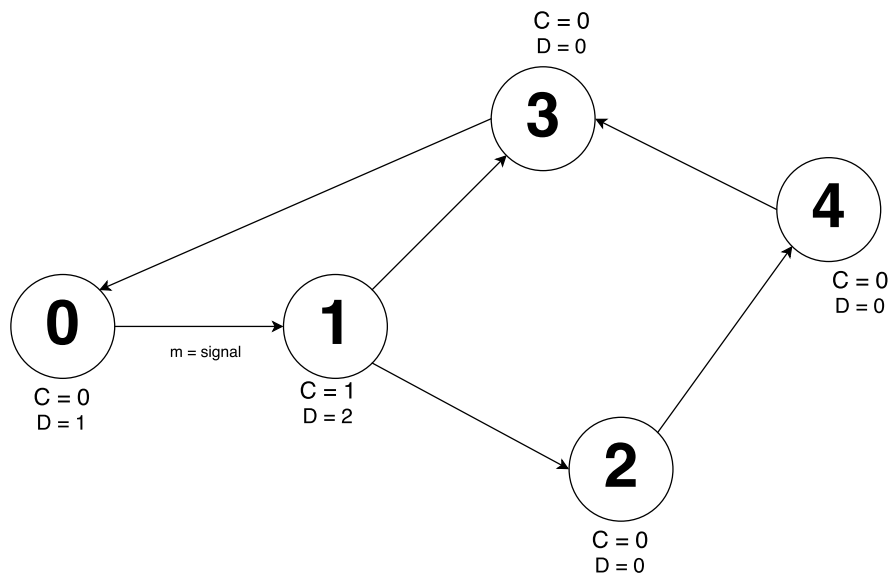 C = 0
D = 0
3
4
C = 0
D = 0
0
m = signal
1
C = 0
D = 1
C = 1
D = 2
2
C = 0
D = 0